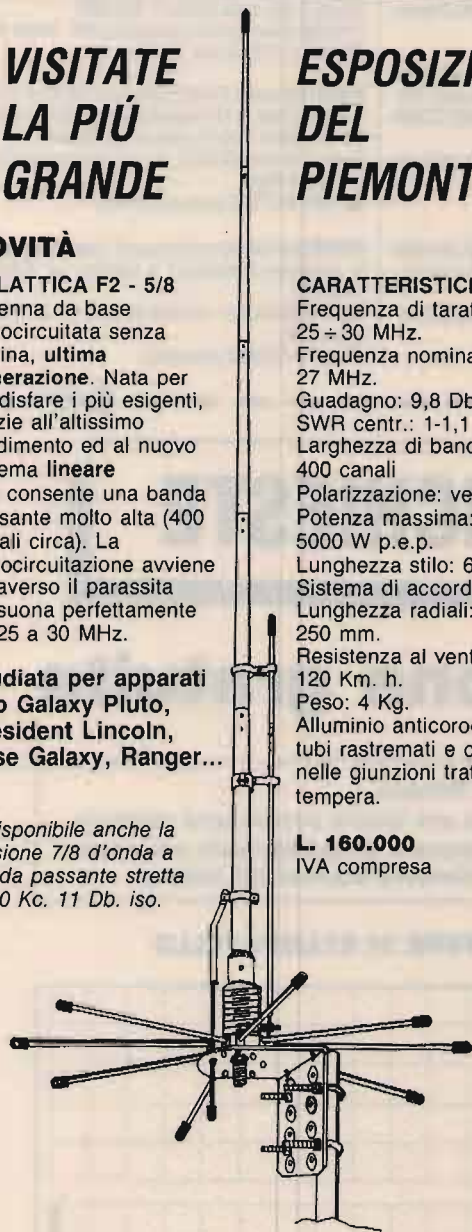 VISITATE
LA PIÚ
GRANDE
OVITÀ
LATTICA F2 - 5/8
enna da base
ocircuitata senza
ina, ultima
erazione. Nata per
disfare i più esigenti,
zie all'altissimo
dimento ed al nuovo
ema lineare
consente una banda
sante molto alta (400
ali circa). La
ocircuitazione avviene
averso il parassita
suona perfettamente
25 a 30 MHz.
udiata per apparati
o Galaxy Pluto,
esident Lincoln,
se Galaxy, Ranger...
isponibile anche la
sione 7/8 d'onda a
da passante stretta
0 Kc. 11 Db. iso.
ESPOSIZI
DEL
PIEMONT
CARATTERISTICI
Frequenza di tarat
25÷30 MHz.
Frequenza nomina
27 MHz.
Guadagno: 9,8 Db
SWR centr.: 1-1,1
Larghezza di band
400 canali
Polarizzazione: ve
Potenza massima:
5000 W p.e.p.
Lunghezza stilo: 6
Sistema di accord
Lunghezza radiali:
250 mm.
Resistenza al vent
120 Km. h.
Peso: 4 Kg.
Alluminio anticoro
tubi rastremati e c
nelle giunzioni trat
tempera.
L. 160.000
IVA compresa